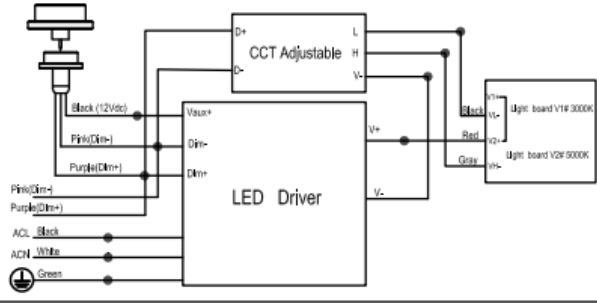 D+
L
CCT Adjustable
H
D-
V-
Black (12Vdc)
Vaux+
Pink(Dim-)
Dim-
Purple(Dim+)
Dim+
LED Driver
V+
V-
Pink(Dim-)
Purple(Dim+)
ACL Black
ACN White
Green
Black
Red
Gray
V1+
VL-
V2+
VH-
Light board V1# 3000K
Light board V2# 5000K